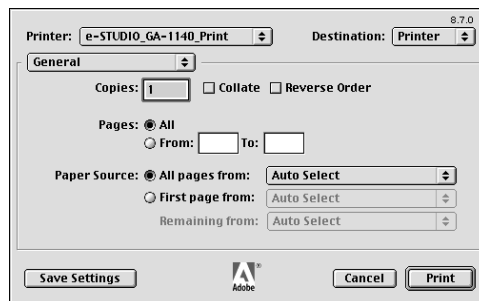 8.7.0
Printer: e-STUDIO_GA-1140_Print Destination: Printer
General
Copies: 1 Collate Reverse Order
Pages: All
From: To:
Paper Source: All pages from: Auto Select
First page from: Auto Select
Remaining from: Auto Select
Save Settings Adobe ® Cancel Print